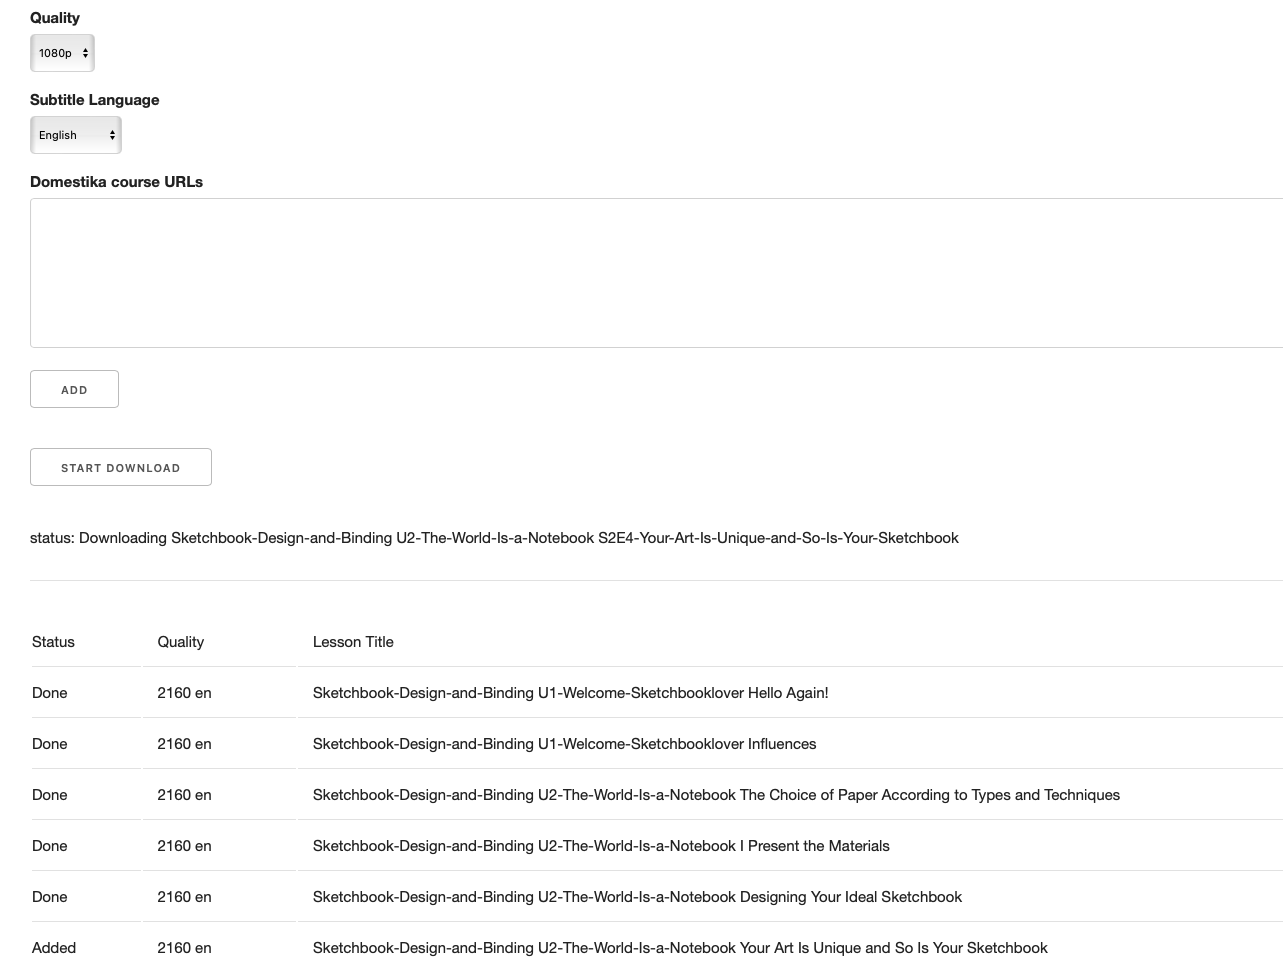 Quality
1080p
Subtitle Language
English
Domestika course URLs
ADD
START DOWNLOAD
status: Downloading Sketchbook-Design-and-Binding U2-The-World-Is-a-Notebook S2E4-Your-Art-Is-Unique-and-So-Is-Your-Sketchbook
Status Quality Lesson Title
Done 2160 en Sketchbook-Design-and-Binding U1-Welcome-Sketchbooklover Hello Again!
Done 2160 en Sketchbook-Design-and-Binding U1-Welcome-Sketchbooklover Influences
Done 2160 en Sketchbook-Design-and-Binding U2-The-World-Is-a-Notebook The Choice of Paper According to Types and Techniques
Done 2160 en Sketchbook-Design-and-Binding U2-The-World-Is-a-Notebook I Present the Materials
Done 2160 en Sketchbook-Design-and-Binding U2-The-World-Is-a-Notebook Designing Your Ideal Sketchbook
Added 2160 en Sketchbook-Design-and-Binding U2-The-World-Is-a-Notebook Your Art Is Unique and So Is Your Sketchbook